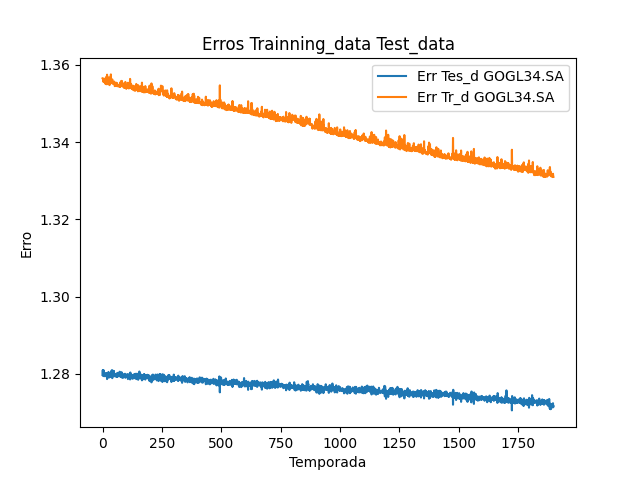 Erros Trainning_data Test_data
Err Tes_d GOGL34.SA
Err Tr_d GOGL34.SA
1.36
1.34
1.32
1.30
1.28
Erro
0 250 500 750 1000 1250 1500 1750
Temporada